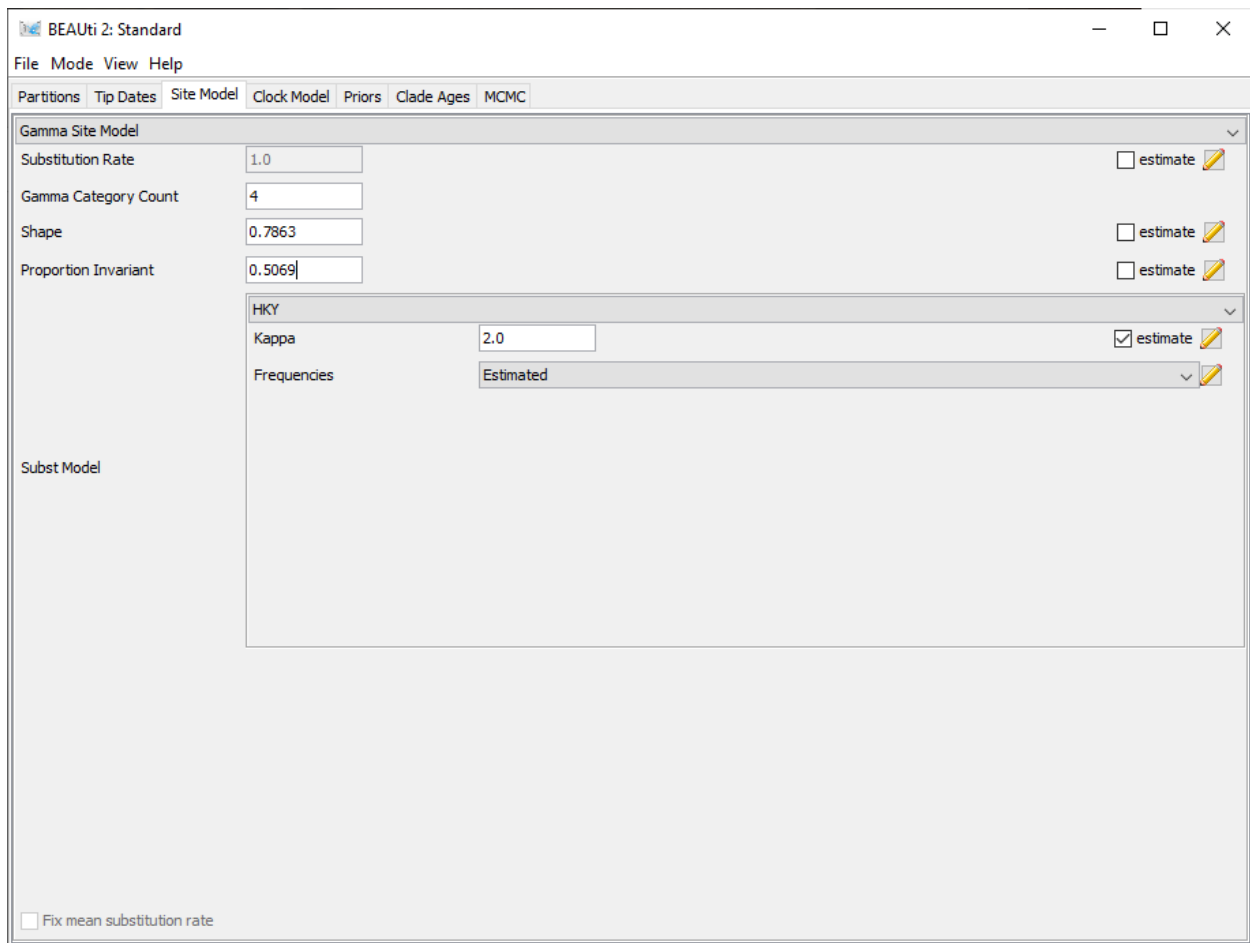 BEAUti 2: Standard
File Mode View Help
Partitions Tip Dates Site Model Clock Model Priors Clade Ages MCMC
Gamma Site Model
Substitution Rate 1.0 estimate
Gamma Category Count 4
Shape 0.7863 estimate
Proportion Invariant 0.5069 estimate
HKY
Kappa 2.0 estimate
Frequencies Estimated
Subst Model
Fix mean substitution rate